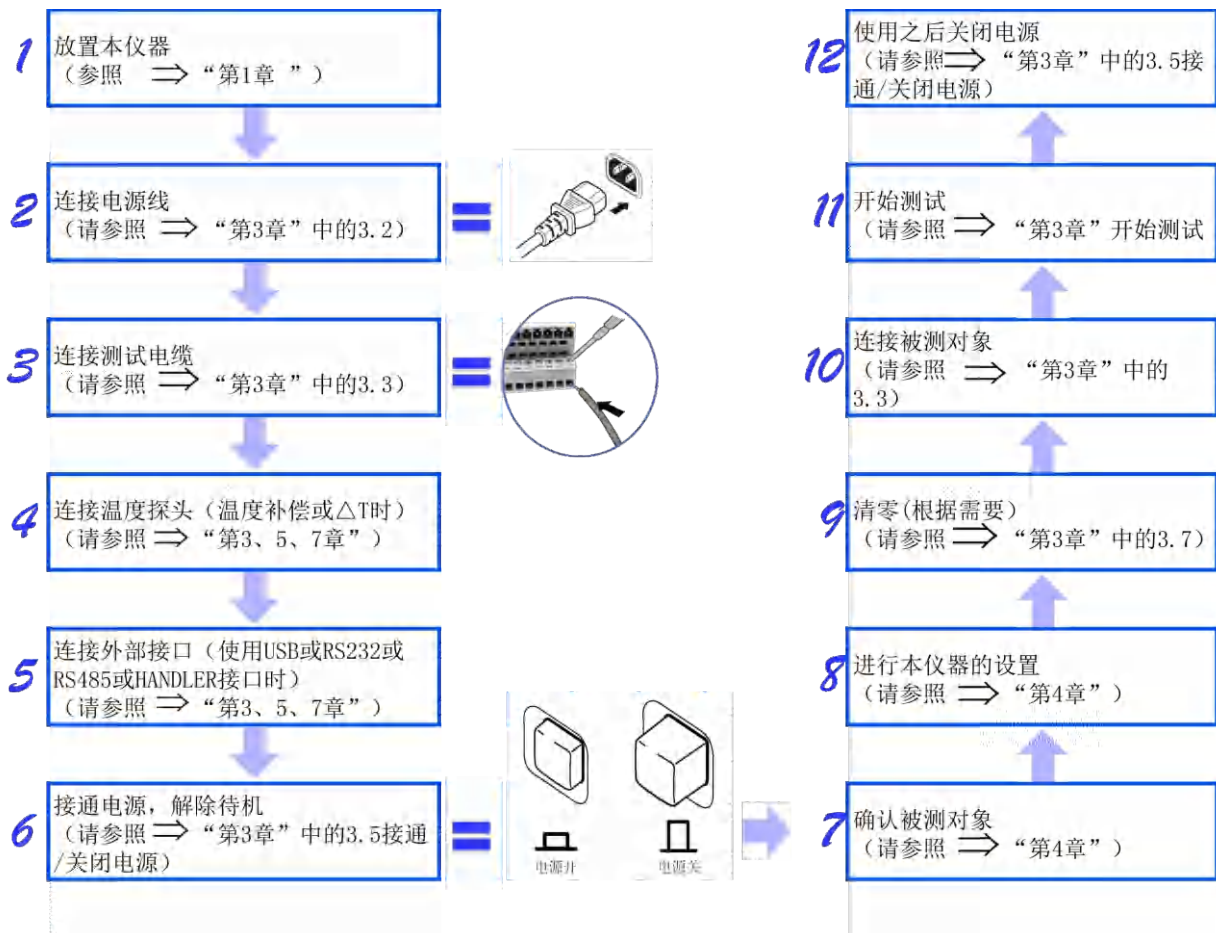 1
放置本仪器
（参照 ⇒ “第1章 ”）
2
连接电源线
（请参照 ⇒ “第3章”中的3.2）
3
连接测试电缆
（请参照 ⇒ “第3章”中的3.3）
4
连接温度探头（温度补偿或△T时）
（请参照 ⇒ “第3、5、7章”）
5
连接外部接口（使用USB或RS232或
RS485或HANDLER接口时）
（请参照 ⇒ “第3、5、7章”）
6
接通电源，解除待机
（请参照 ⇒ “第3章”中的3.5接通
/关闭电源）
电源开
电源关
7
确认被测对象
（请参照 ⇒ “第4章”）
8
进行本仪器的设置
（请参照 ⇒ “第4章”）
9
清零(根据需要）
（请参照 ⇒ “第3章”中的3.7）
10
连接被测对象
（请参照 ⇒ “第3章”中的
3.3）
11
开始测试
（请参照 ⇒ “第3章”开始测试
12
使用之后关闭电源
（请参照 ⇒ “第3章”中的3.5接
通/关闭电源）